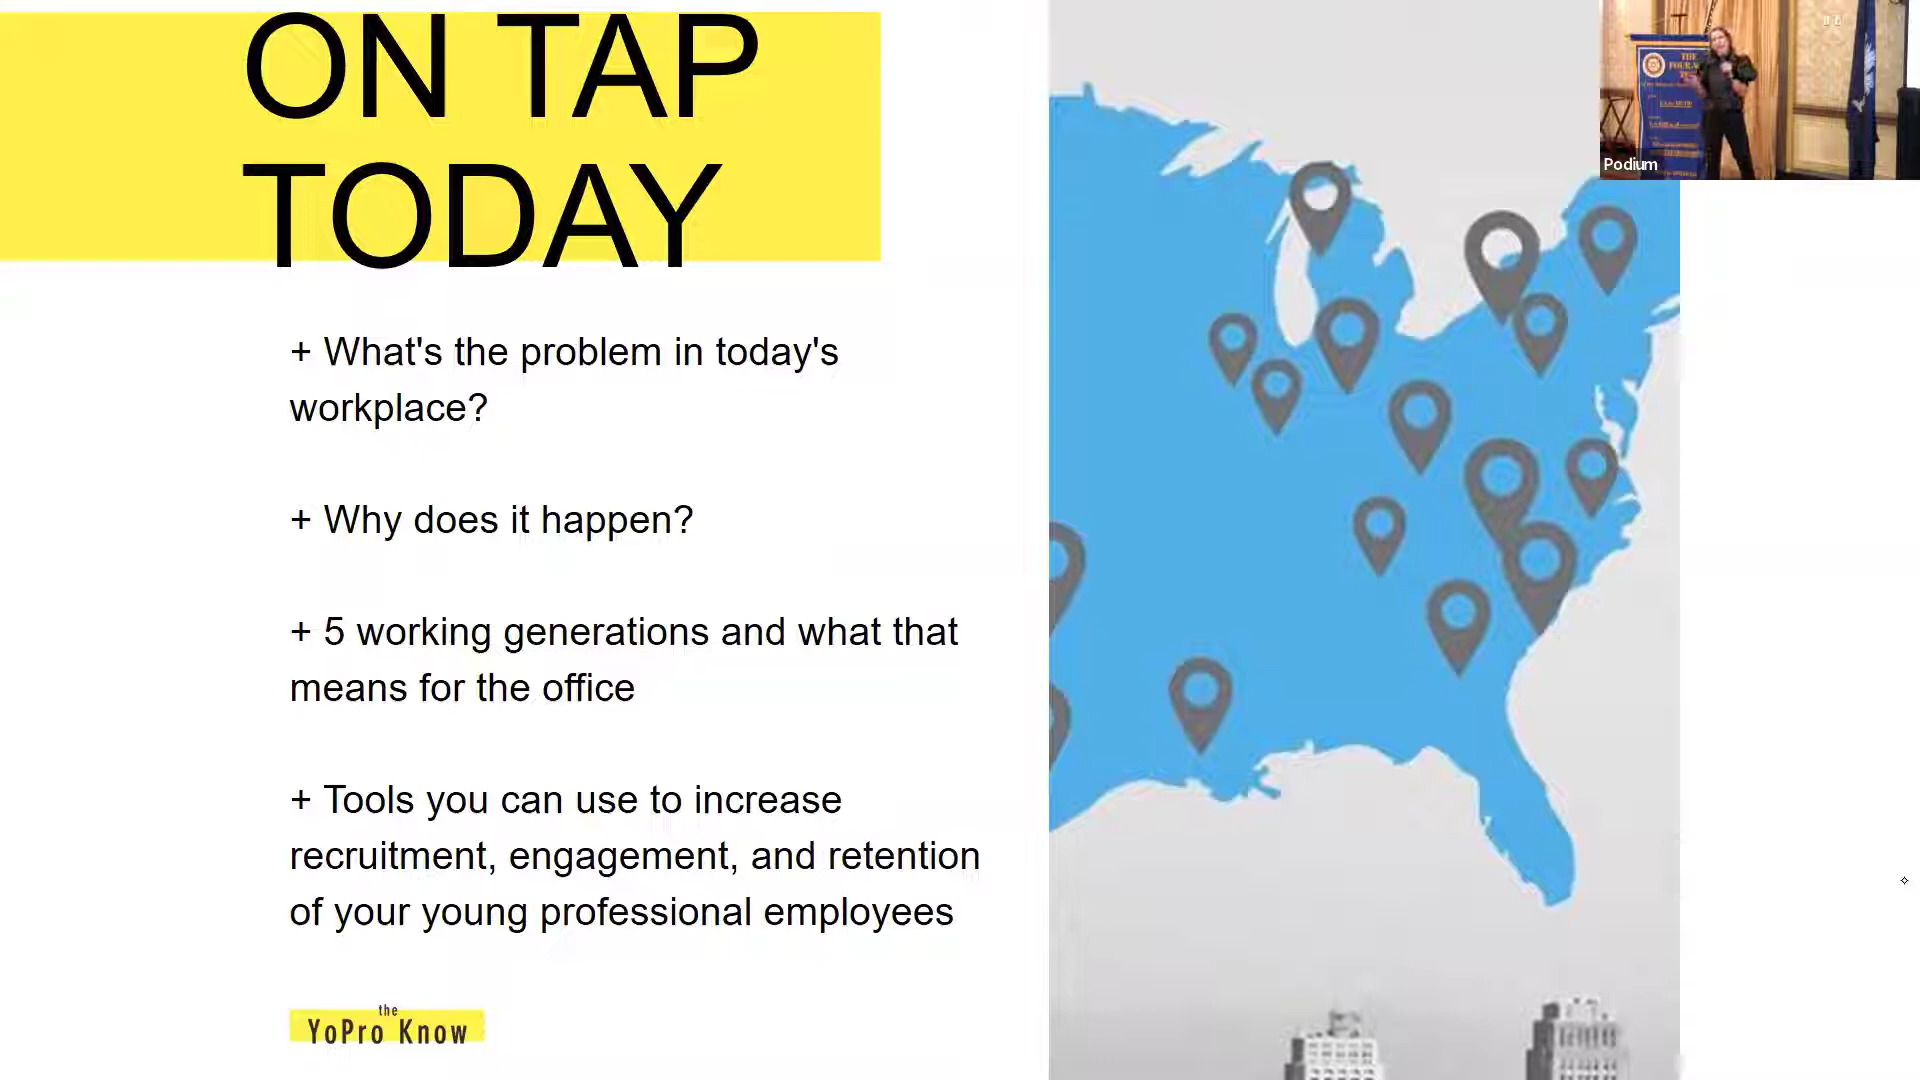 ON TAP
TODAY
+ What's the problem in today's
workplace?
+ Why does it happen?
+ 5 working generations and what that
means for the office
+ Tools you can use to increase
recruitment, engagement, and retention
of your young professional employees
the
YoPro Know
THE
Podium